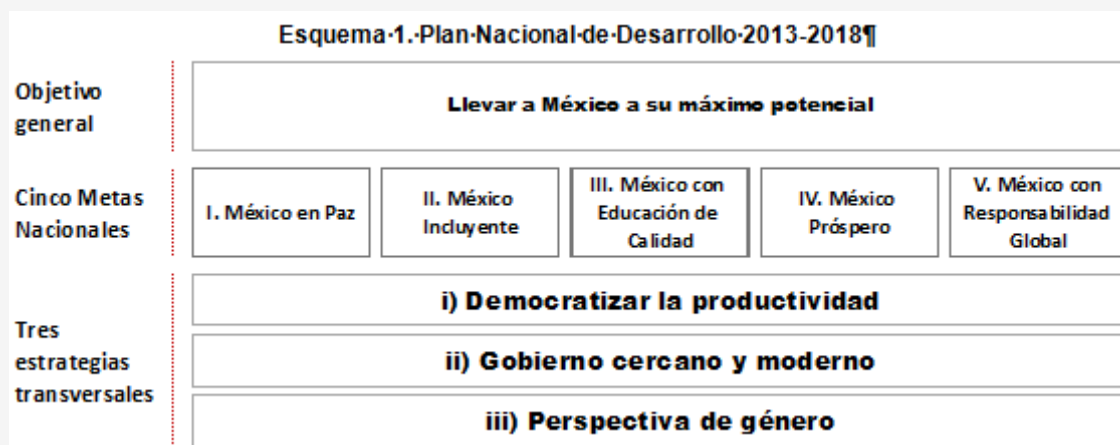 Esquema·1.·Plan·Nacional·de·Desarrollo·2013-2018¶
Objetivo
general
Llevar a México a su máximo potencial
Cinco Metas
Nacionales
I. México en Paz
II. México
Incluyente
III. México con
Educación de
Calidad
IV. México
Próspero
V. México con
Responsabilidad
Global
Tres
estrategias
transversales
i) Democratizar la productividad
ii) Gobierno cercano y moderno
iii) Perspectiva de género